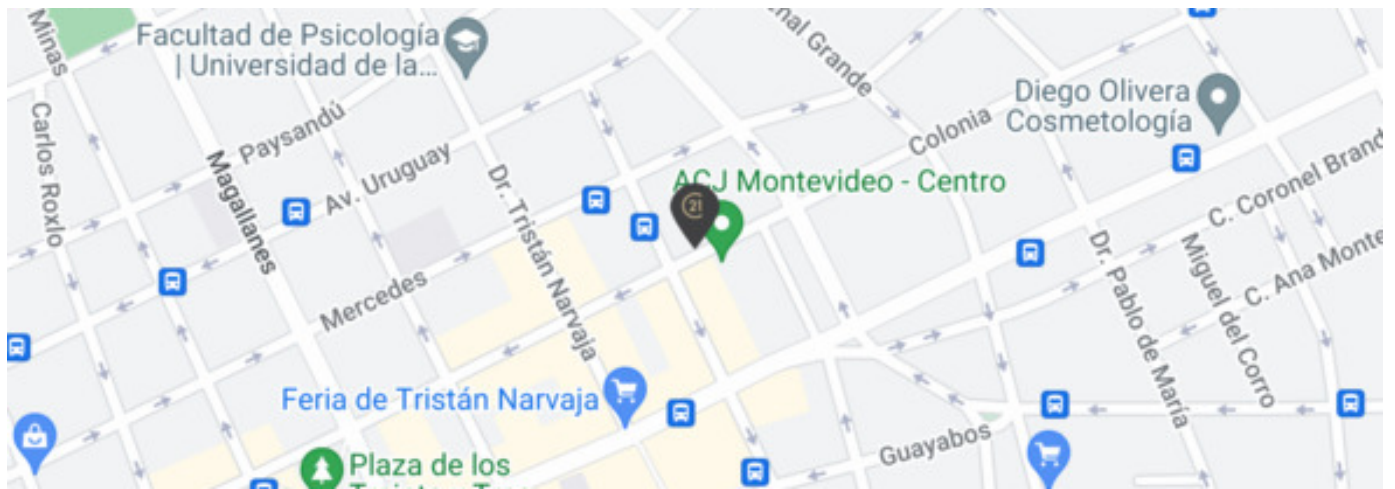 Minas
Facultad de Psicología
| Universidad de la...
nal Grande
Diego Olivera
Cosmetología
Carlos Roxlo
Paysandú
Colonia
Magallanes
Av. Uruguay
Dr. Tristán Narvaja
ACJ Montevideo - Centro
21
C. Coronel Brand
Mercedes
Dr. Pablo de María
Miguel del Corro
C. Ana Monte
Feria de Tristán Narvaja
Guayabos
Plaza de los